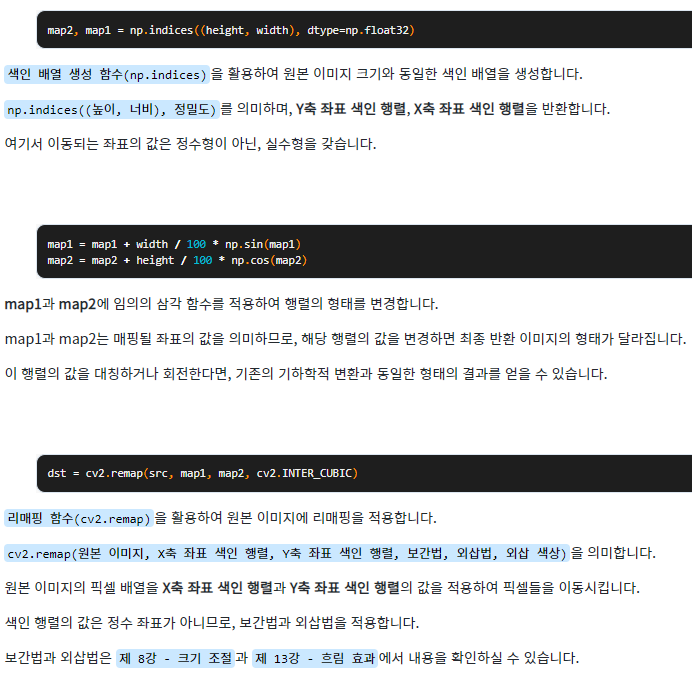 map2, map1 = np.indices((height, width), dtype=np.float32)
색인 배열 생성 함수(np.indices)을 활용하여 원본 이미지 크기와 동일한 색인 배열을 생성합니다.
np.indices((높이, 너비), 정밀도)를 의미하며, Y축 좌표 색인 행렬, X축 좌표 색인 행렬을 반환합니다.
여기서 이동되는 좌표의 값은 정수형이 아닌, 실수형을 갖습니다.
map1 = map1 + width / 100 * np.sin(map1)
map2 = map2 + height / 100 * np.cos(map2)
map1과 map2에 임의의 삼각 함수를 적용하여 행렬의 형태를 변경합니다.
map1과 map2는 매핑될 좌표의 값을 의미하므로, 해당 행렬의 값을 변경하면 최종 반환 이미지의 형태가 달라집니다.
이 행렬의 값을 대칭하거나 회전한다면, 기존의 기하학적 변환과 동일한 형태의 결과를 얻을 수 있습니다.
dst = cv2.remap(src, map1, map2, cv2.INTER_CUBIC)
리매핑 함수(cv2.remap)을 활용하여 원본 이미지에 리매핑을 적용합니다.
cv2.remap(원본 이미지, X축 좌표 색인 행렬, Y축 좌표 색인 행렬, 보간법, 외삽법, 외삽 색상)을 의미합니다.
원본 이미지의 픽셀 배열을 X축 좌표 색인 행렬과 Y축 좌표 색인 행렬의 값을 적용하여 픽셀들을 이동시킵니다.
색인 행렬의 값은 정수 좌표가 아니므로, 보간법과 외삽법을 적용합니다.
보간법과 외삽법은 제 8강 - 크기 조절과 제 13강 - 흐림 효과에서 내용을 확인하실 수 있습니다.